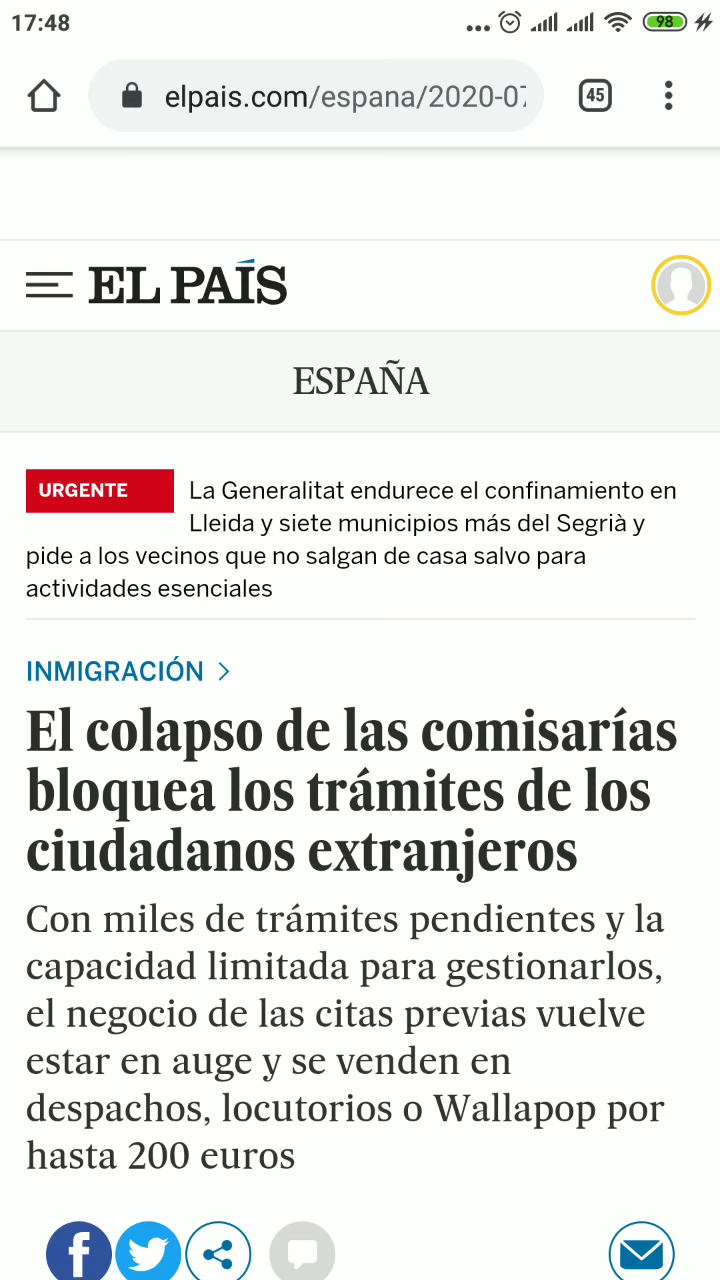 17:48
98
elpais.com/espana/2020-07
45
EL PAÍS
ESPAÑA
URGENTE
La Generalitat endurece el confinamiento en
Lleida y siete municipios más del Segrià y
pide a los vecinos que no salgan de casa salvo para
actividades esenciales
INMIGRACIÓN >
El colapso de las comisarías
bloquea los trámites de los
ciudadanos extranjeros
Con miles de trámites pendientes y la
capacidad limitada para gestionarlos,
el negocio de las citas previas vuelve
estar en auge y se venden en
despachos, locutorios o Wallapop por
hasta 200 euros